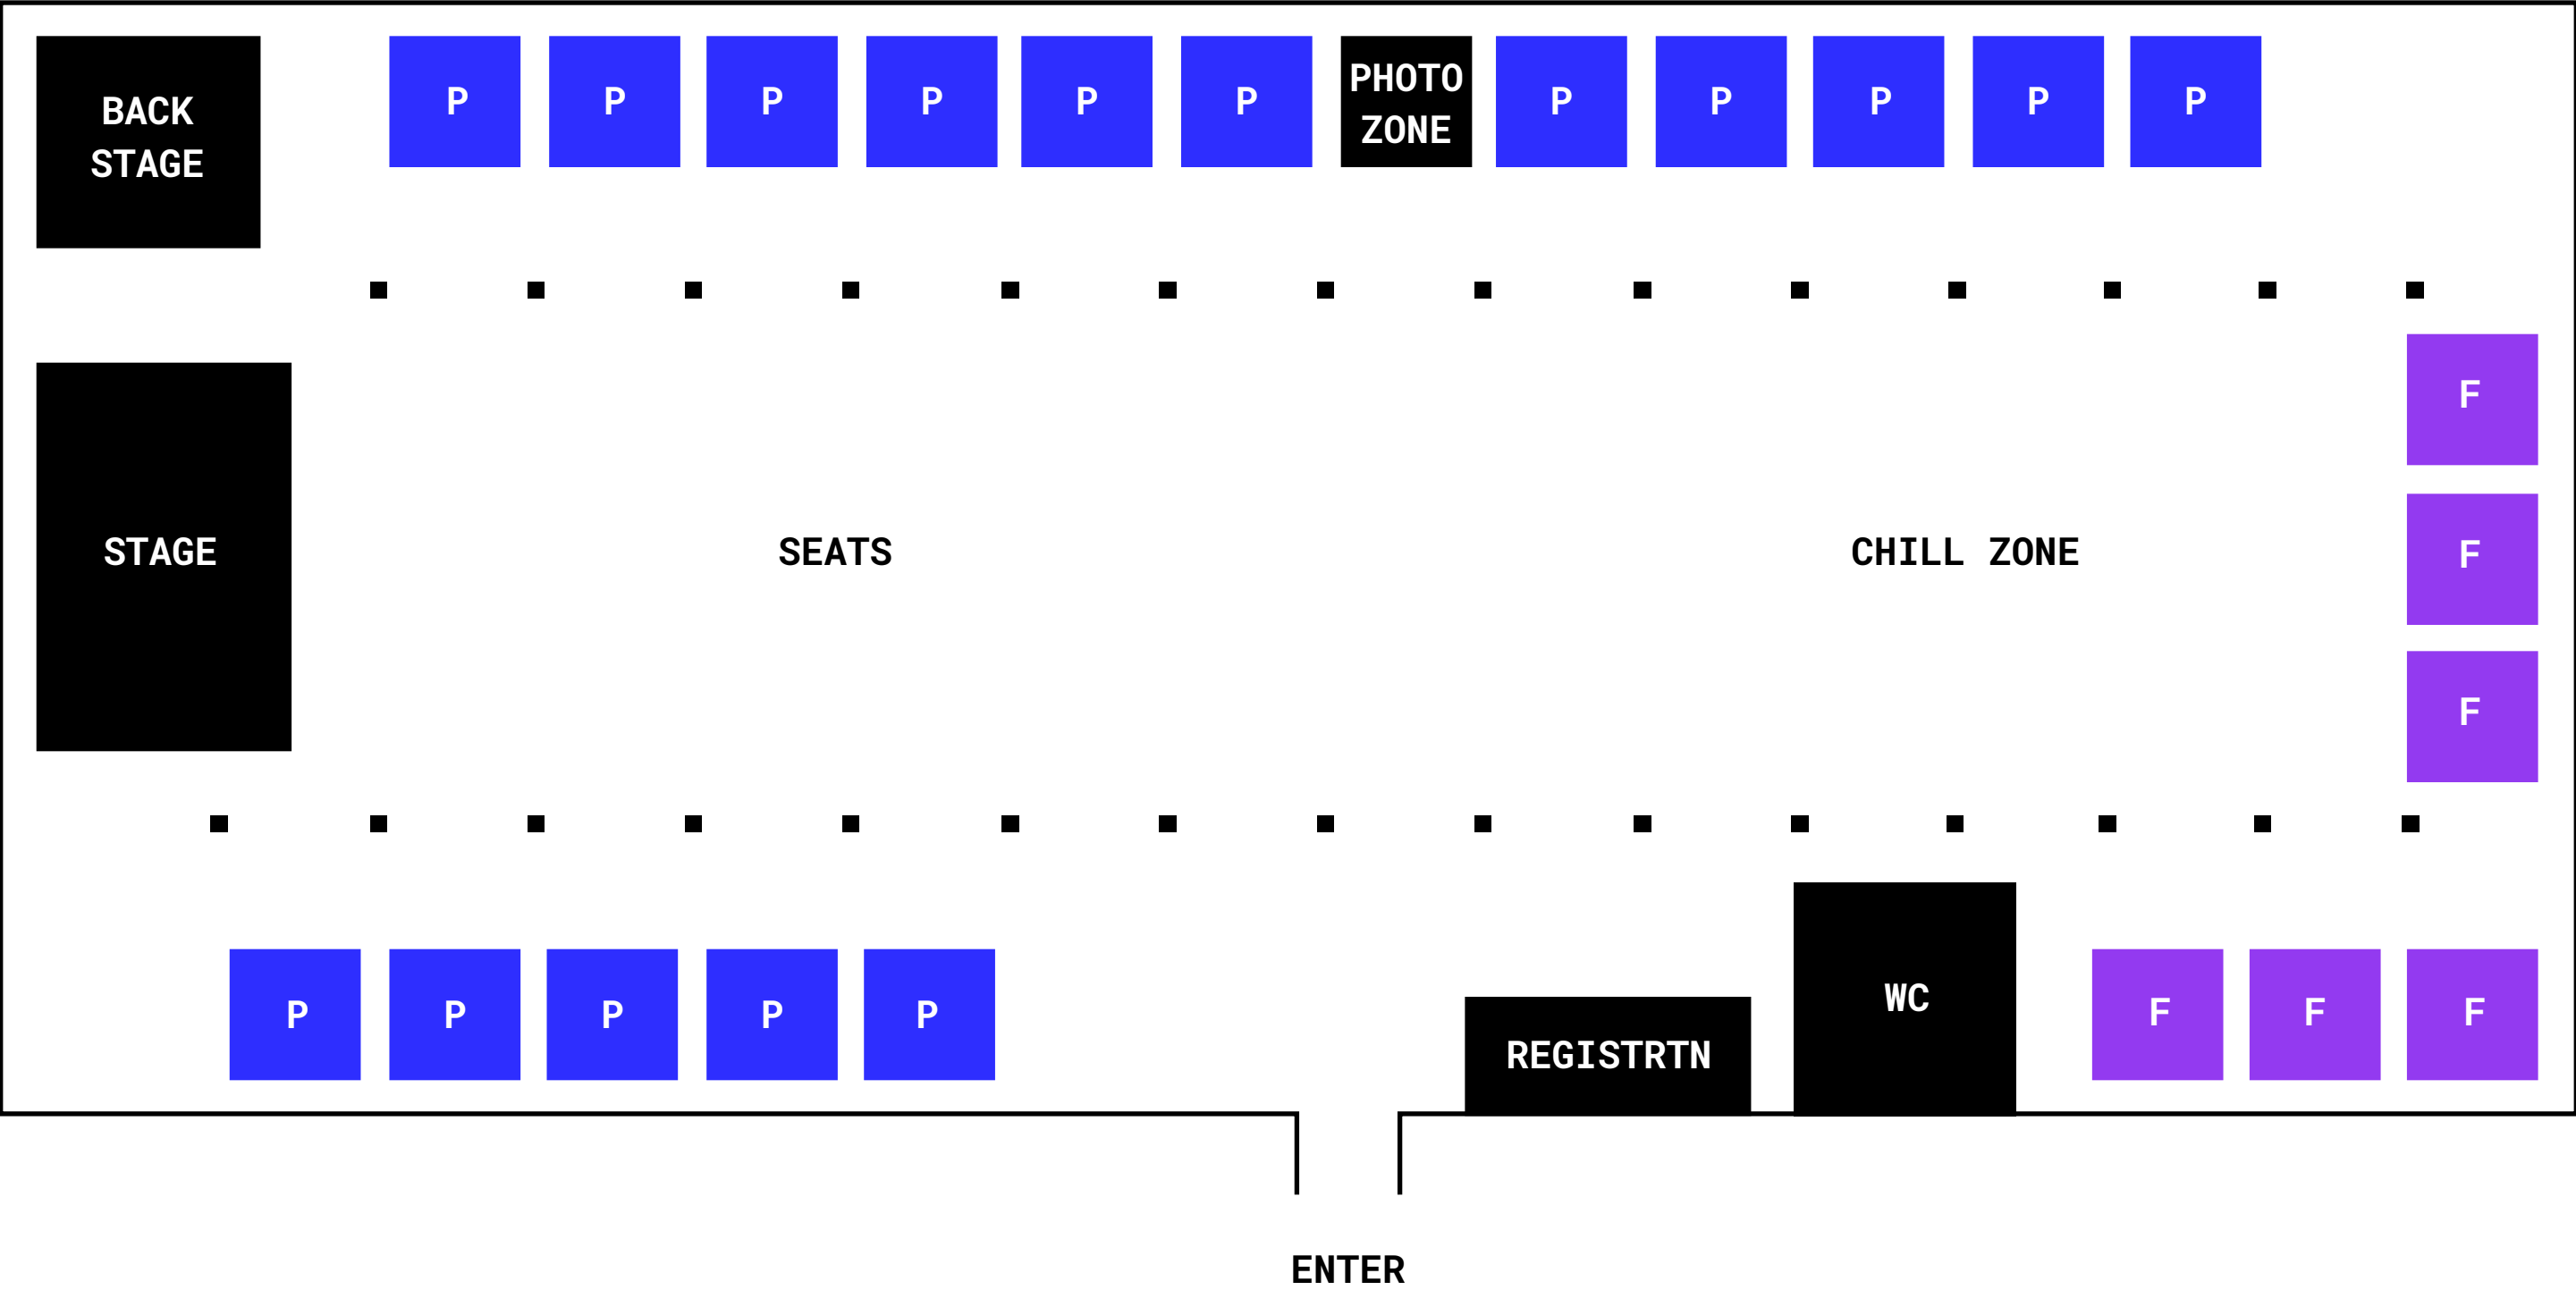 BACK
STAGE
P P P P P P
PHOTO
ZONE
P P P P P
F
STAGE
SEATS
CHILL ZONE
F
F
P P P P P
REGISTRTN
WC
F F F
ENTER